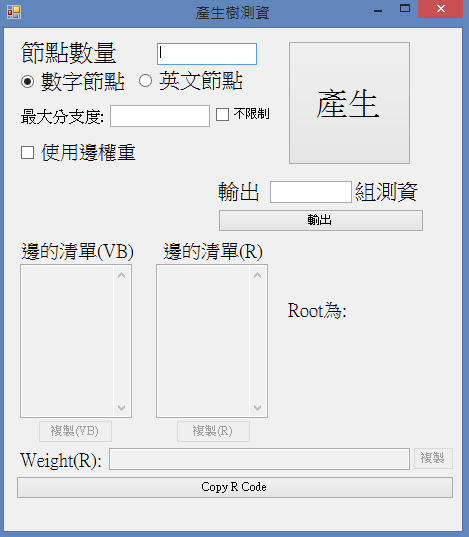 產生樹測資
節點數量
數字節點 英文節點
產生
最大分支度: 不限制
使用邊權重
輸出 組測資
輸出
邊的清單(VB) 邊的清單(R)
Root為:
複製(VB) 複製(R)
Weight(R): 複製
Copy R Code